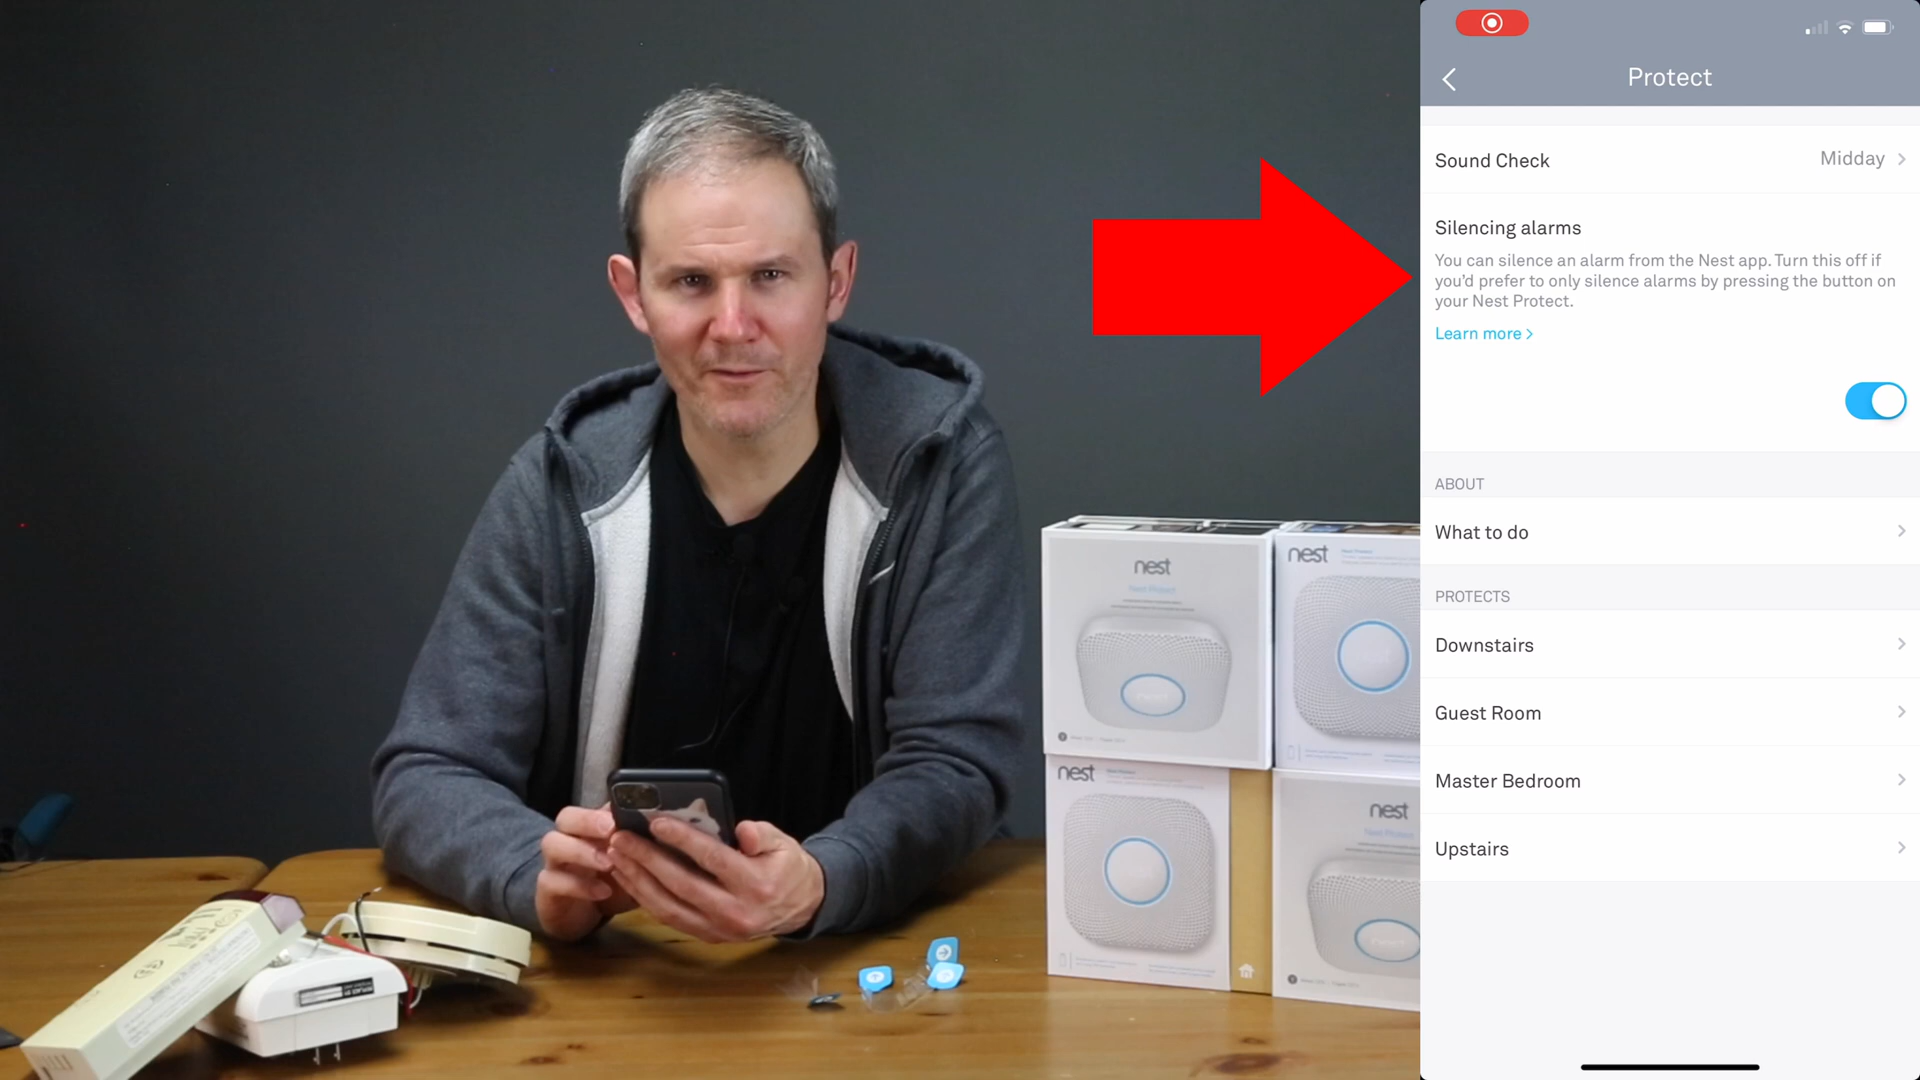 Protect
Sound Check
Midday
Silencing alarms
You can silence an alarm from the Nest app. Turn this off if
you'd prefer to only silence alarms by pressing the button on
your Nest Protect.
Learn more
ABOUT
What to do
PROTECTS
Downstairs
Guest Room
Master Bedroom
Upstairs
nest
Nest Protect
nest
nest
nest